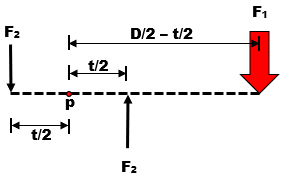 F₁
F₂
D/2 – t/2
t/2
p
t/2
F₂